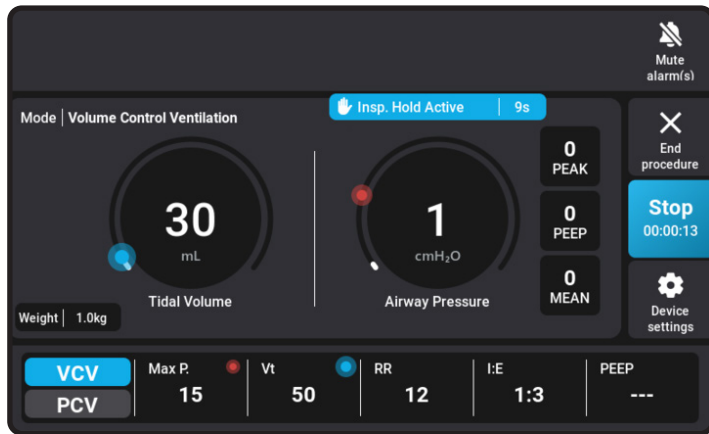 Mute
alarm(s)
Mode | Volume Control Ventilation
Insp. Hold Active | 9s
End
procedure
30
mL
Tidal Volume
1
cmH₂O
Airway Pressure
0
PEAK
0
PEEP
0
MEAN
Stop
00:00:13
Weight | 1.0kg
Device
settings
VCV
PCV
Max P.
15
Vt
50
RR
12
I:E
1:3
PEEP
---